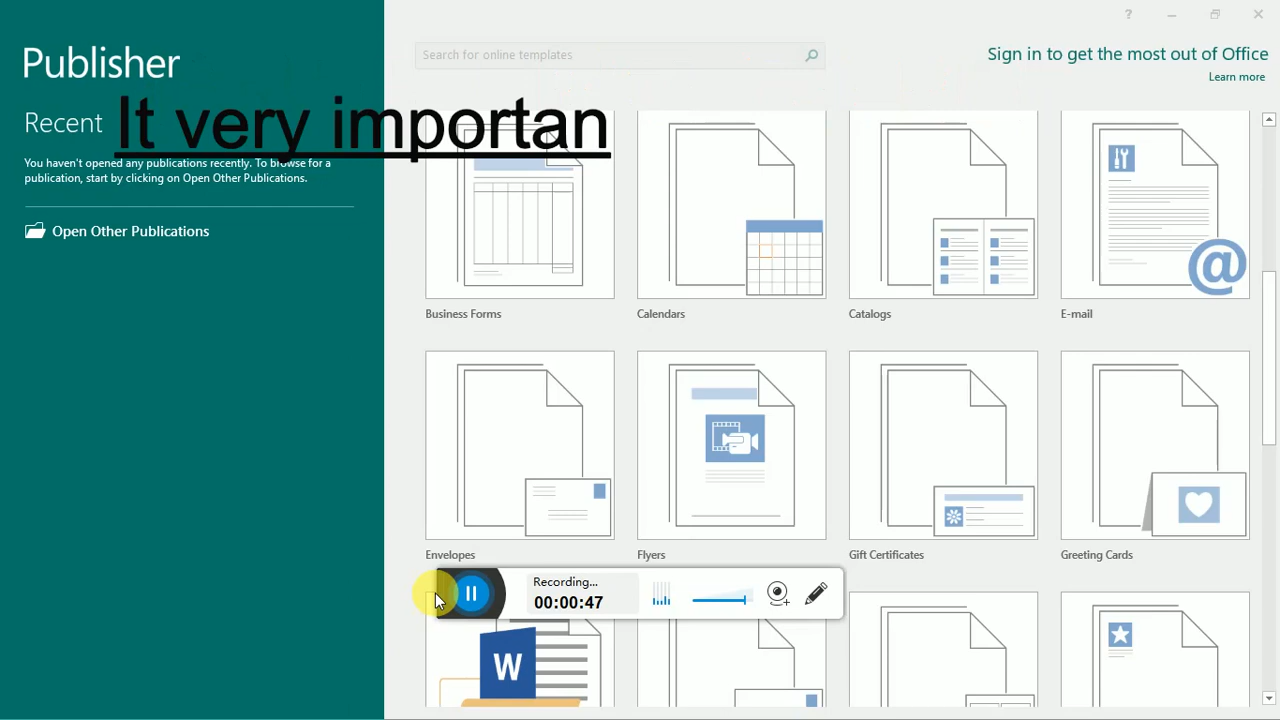 ?
Search for online templates
Sign in to get the most out of Office
Learn more
Publisher
It very importan
Recent
You haven't opened any publications recently. To browse for a
publication, start by clicking on Open Other Publications.
Open Other Publications
@
Business Forms
Calendars
Catalogs
E-mail
Envelopes
Flyers
Gift Certificates
Greeting Cards
Recording...
00:00:47
W